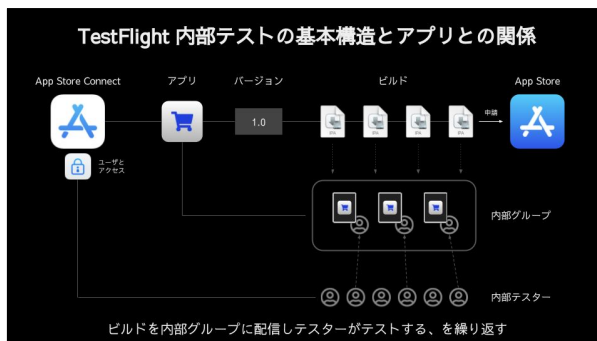 TestFlight 内部テストの基本構造とアプリとの関係
App Store Connect
アプリ
バージョン
ビルド
App Store
1.0
申請
ユーザと
アクセス
IPA
IPA
IPA
IPA
内部グループ
内部テスター
ビルドを内部グループに配信しテスターがテストする、を繰り返す